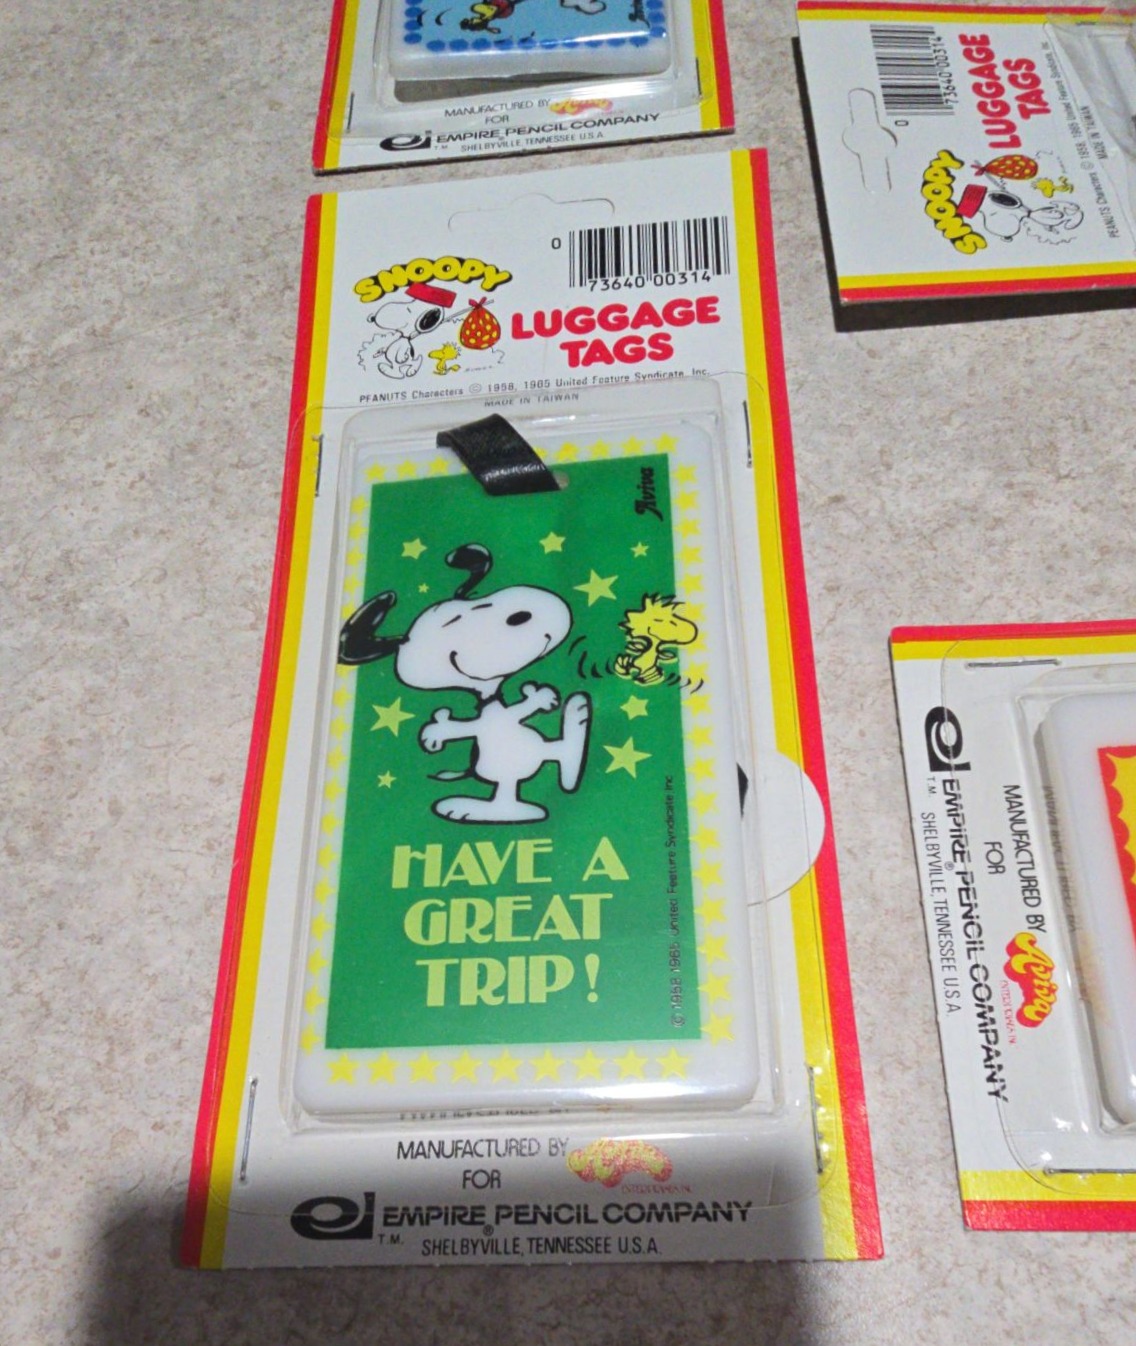 MANUFACTURED BY
FOR
EMPIRE PENCIL COMPANY
T.M.
SHELBYVILLE, TENNESSEE U.S.A.
0
73640 00314
SNOOPY
LUGGAGE
TAGS
PEANUTS Characters © 1958, 1965 United Feature Syndicate, Inc.
MADE IN TAIWAN
0
73640 00314
SNOOPY
LUGGAGE
TAGS
PEANUTS Characters © 1958, 1965 United Feature Syndicate, Inc.
MADE IN TAIWAN
Aviva
HAVE A
GREAT
TRIP!
© 1958 1965 United Feature Syndicate Inc
MANUFACTURED BY
FOR
EMPIRE® PENCIL COMPANY
T.M.
SHELBYVILLE, TENNESSEE U.S.A.
MANUFACTURED BY Aviva
FOR
EMPIRE® PENCIL COMPANY
T.M.
SHELBYVILLE, TENNESSEE U.S.A.